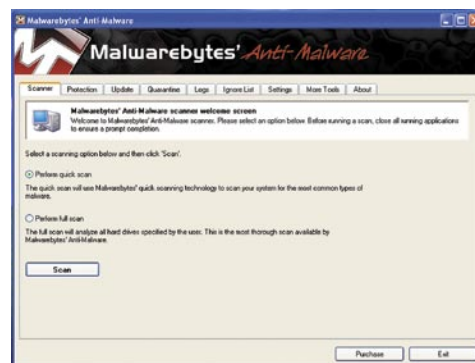 Malwarebytes' Anti-Malware
Malwarebytes' Anti-Malware
Scanner Protection Update Quarantine Logs Ignore List Settings More Tools About
Malwarebytes' Anti-Malware scanner welcome screen
Welcome to Malwarebytes' Anti-Malware scanner. Please select an option below. Before running a scan, close all running applications
to ensure a prompt completion.
Select a scanning option below and then click 'Scan'.
Perform quick scan
The quick scan will use Malwarebytes' quick scanning technology to scan your system for the most common types of
malware.
Perform full scan
The full scan will analyze all hard drives specified by the user. This is the most thorough scan available by
Malwarebytes' Anti-Malware.
Scan
Purchase Exit